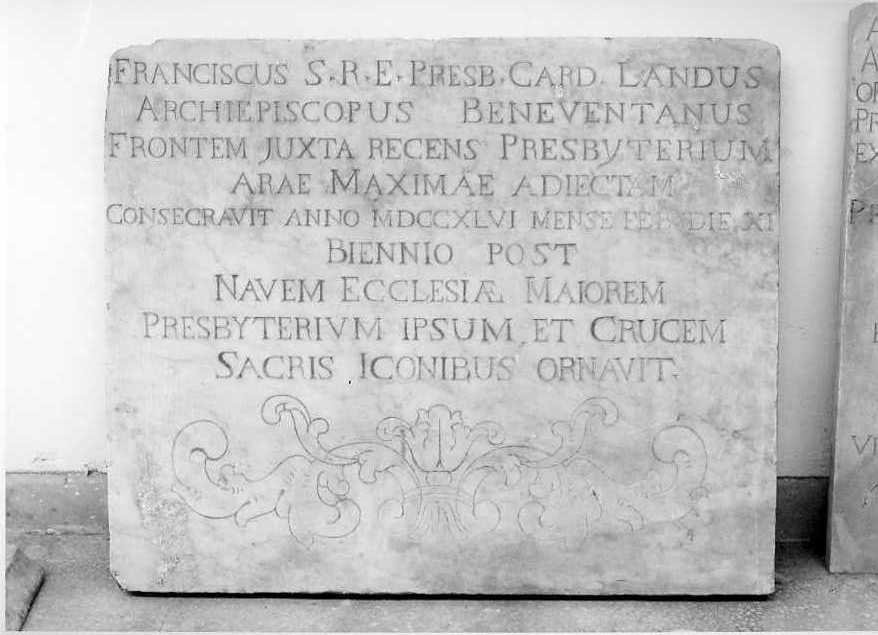 FRANCISCUS S. R. E. PRESB. CARD. LANDUS
ARCHIEPISCOPUS BENEVENTANUS
FRONTEM JUXTA RECENS PRESBYTERIUM
ARAE MAXIMAE ADIECTAM
CONSECRAVIT ANNO MDCCXLVI MENSE FEB. DIE XI
BIENNIO POST
NAVEM ECCLESIÆ MAIOREM
PRESBYTERIVM IPSUM, ET CRUCEM
SACRIS ICONIBUS ORNAVIT.